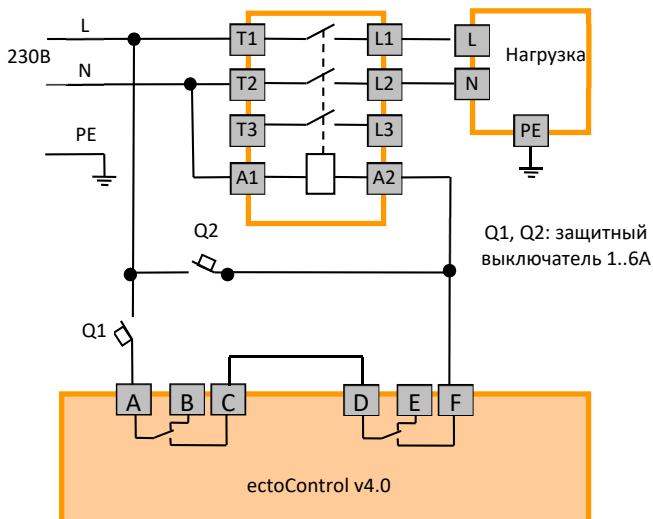 L
230В
N
PE
T1
L1
L
Нагрузка
T2
L2
N
T3
L3
PE
A1
A2
Q1, Q2: защитный
выключатель 1..6А
Q2
Q1
A
B
C
D
E
F
ectoControl v4.0